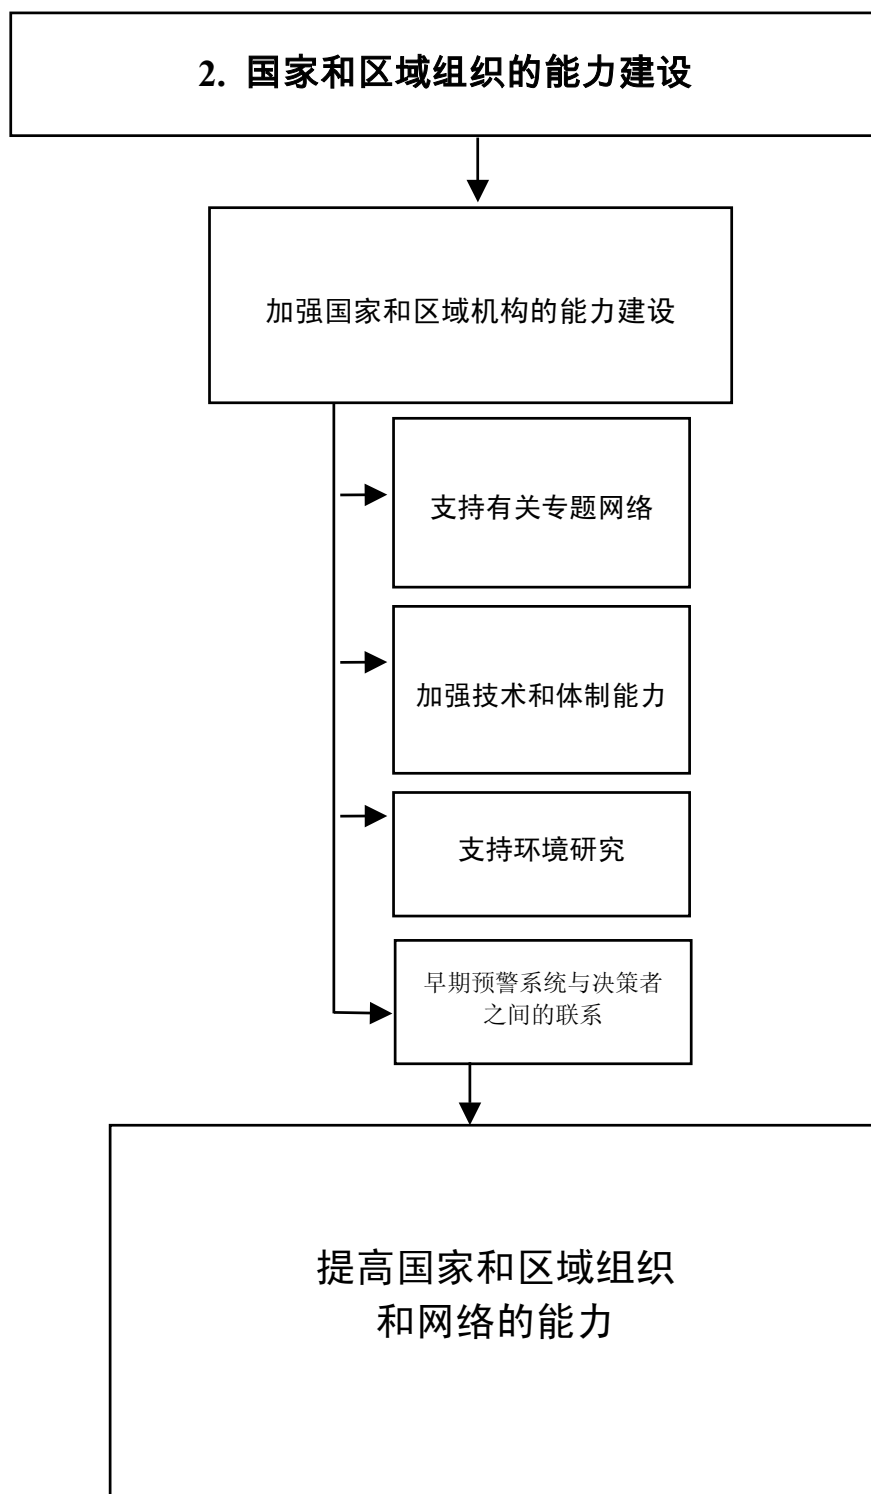 2. 国家和区域组织的能力建设
加强国家和区域机构的能力建设
支持有关专题网络
加强技术和体制能力
支持环境研究
早期预警系统与决策者
之间的联系
提高国家和区域组织
和网络的能力